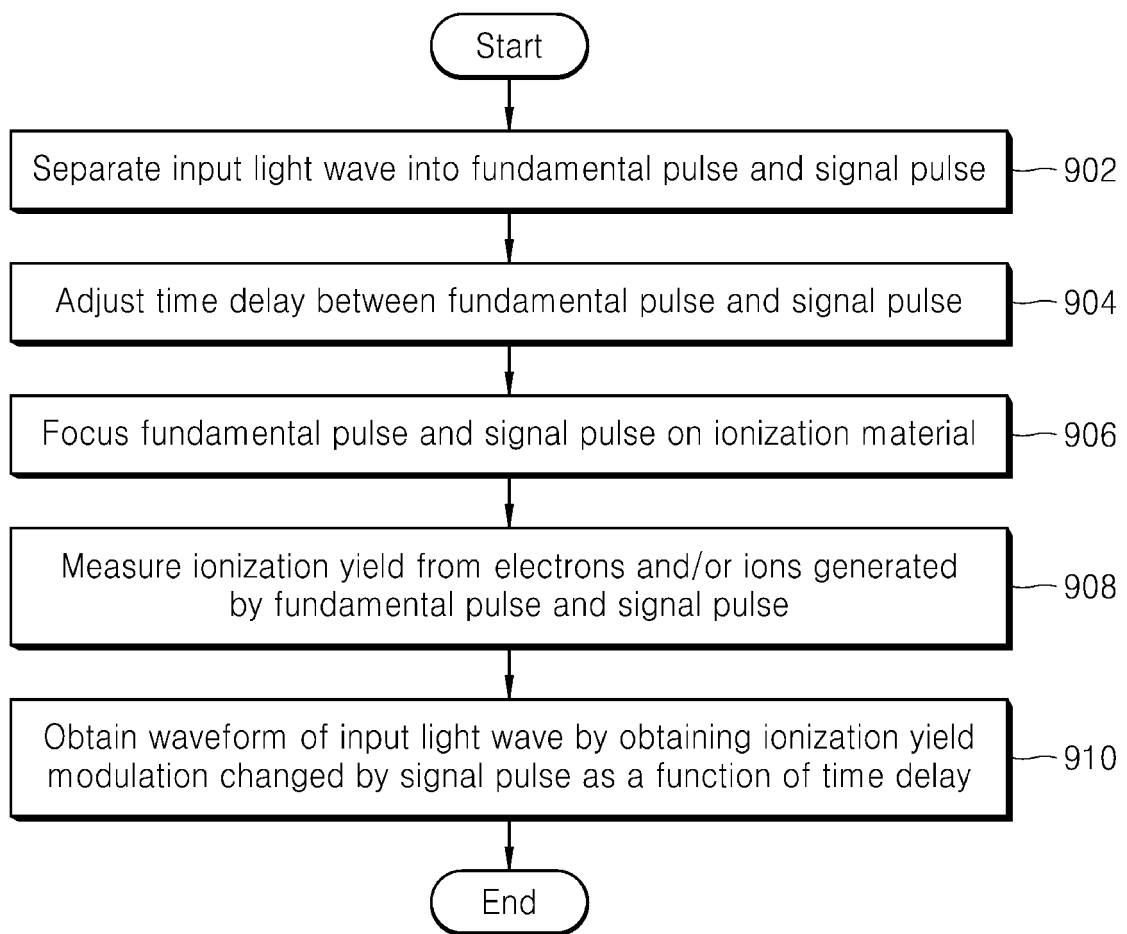 Start
Separate input light wave into fundamental pulse and signal pulse
902
Adjust time delay between fundamental pulse and signal pulse
904
Focus fundamental pulse and signal pulse on ionization material
906
Measure ionization yield from electrons and/or ions generated
by fundamental pulse and signal pulse
908
Obtain waveform of input light wave by obtaining ionization yield
modulation changed by signal pulse as a function of time delay
910
End